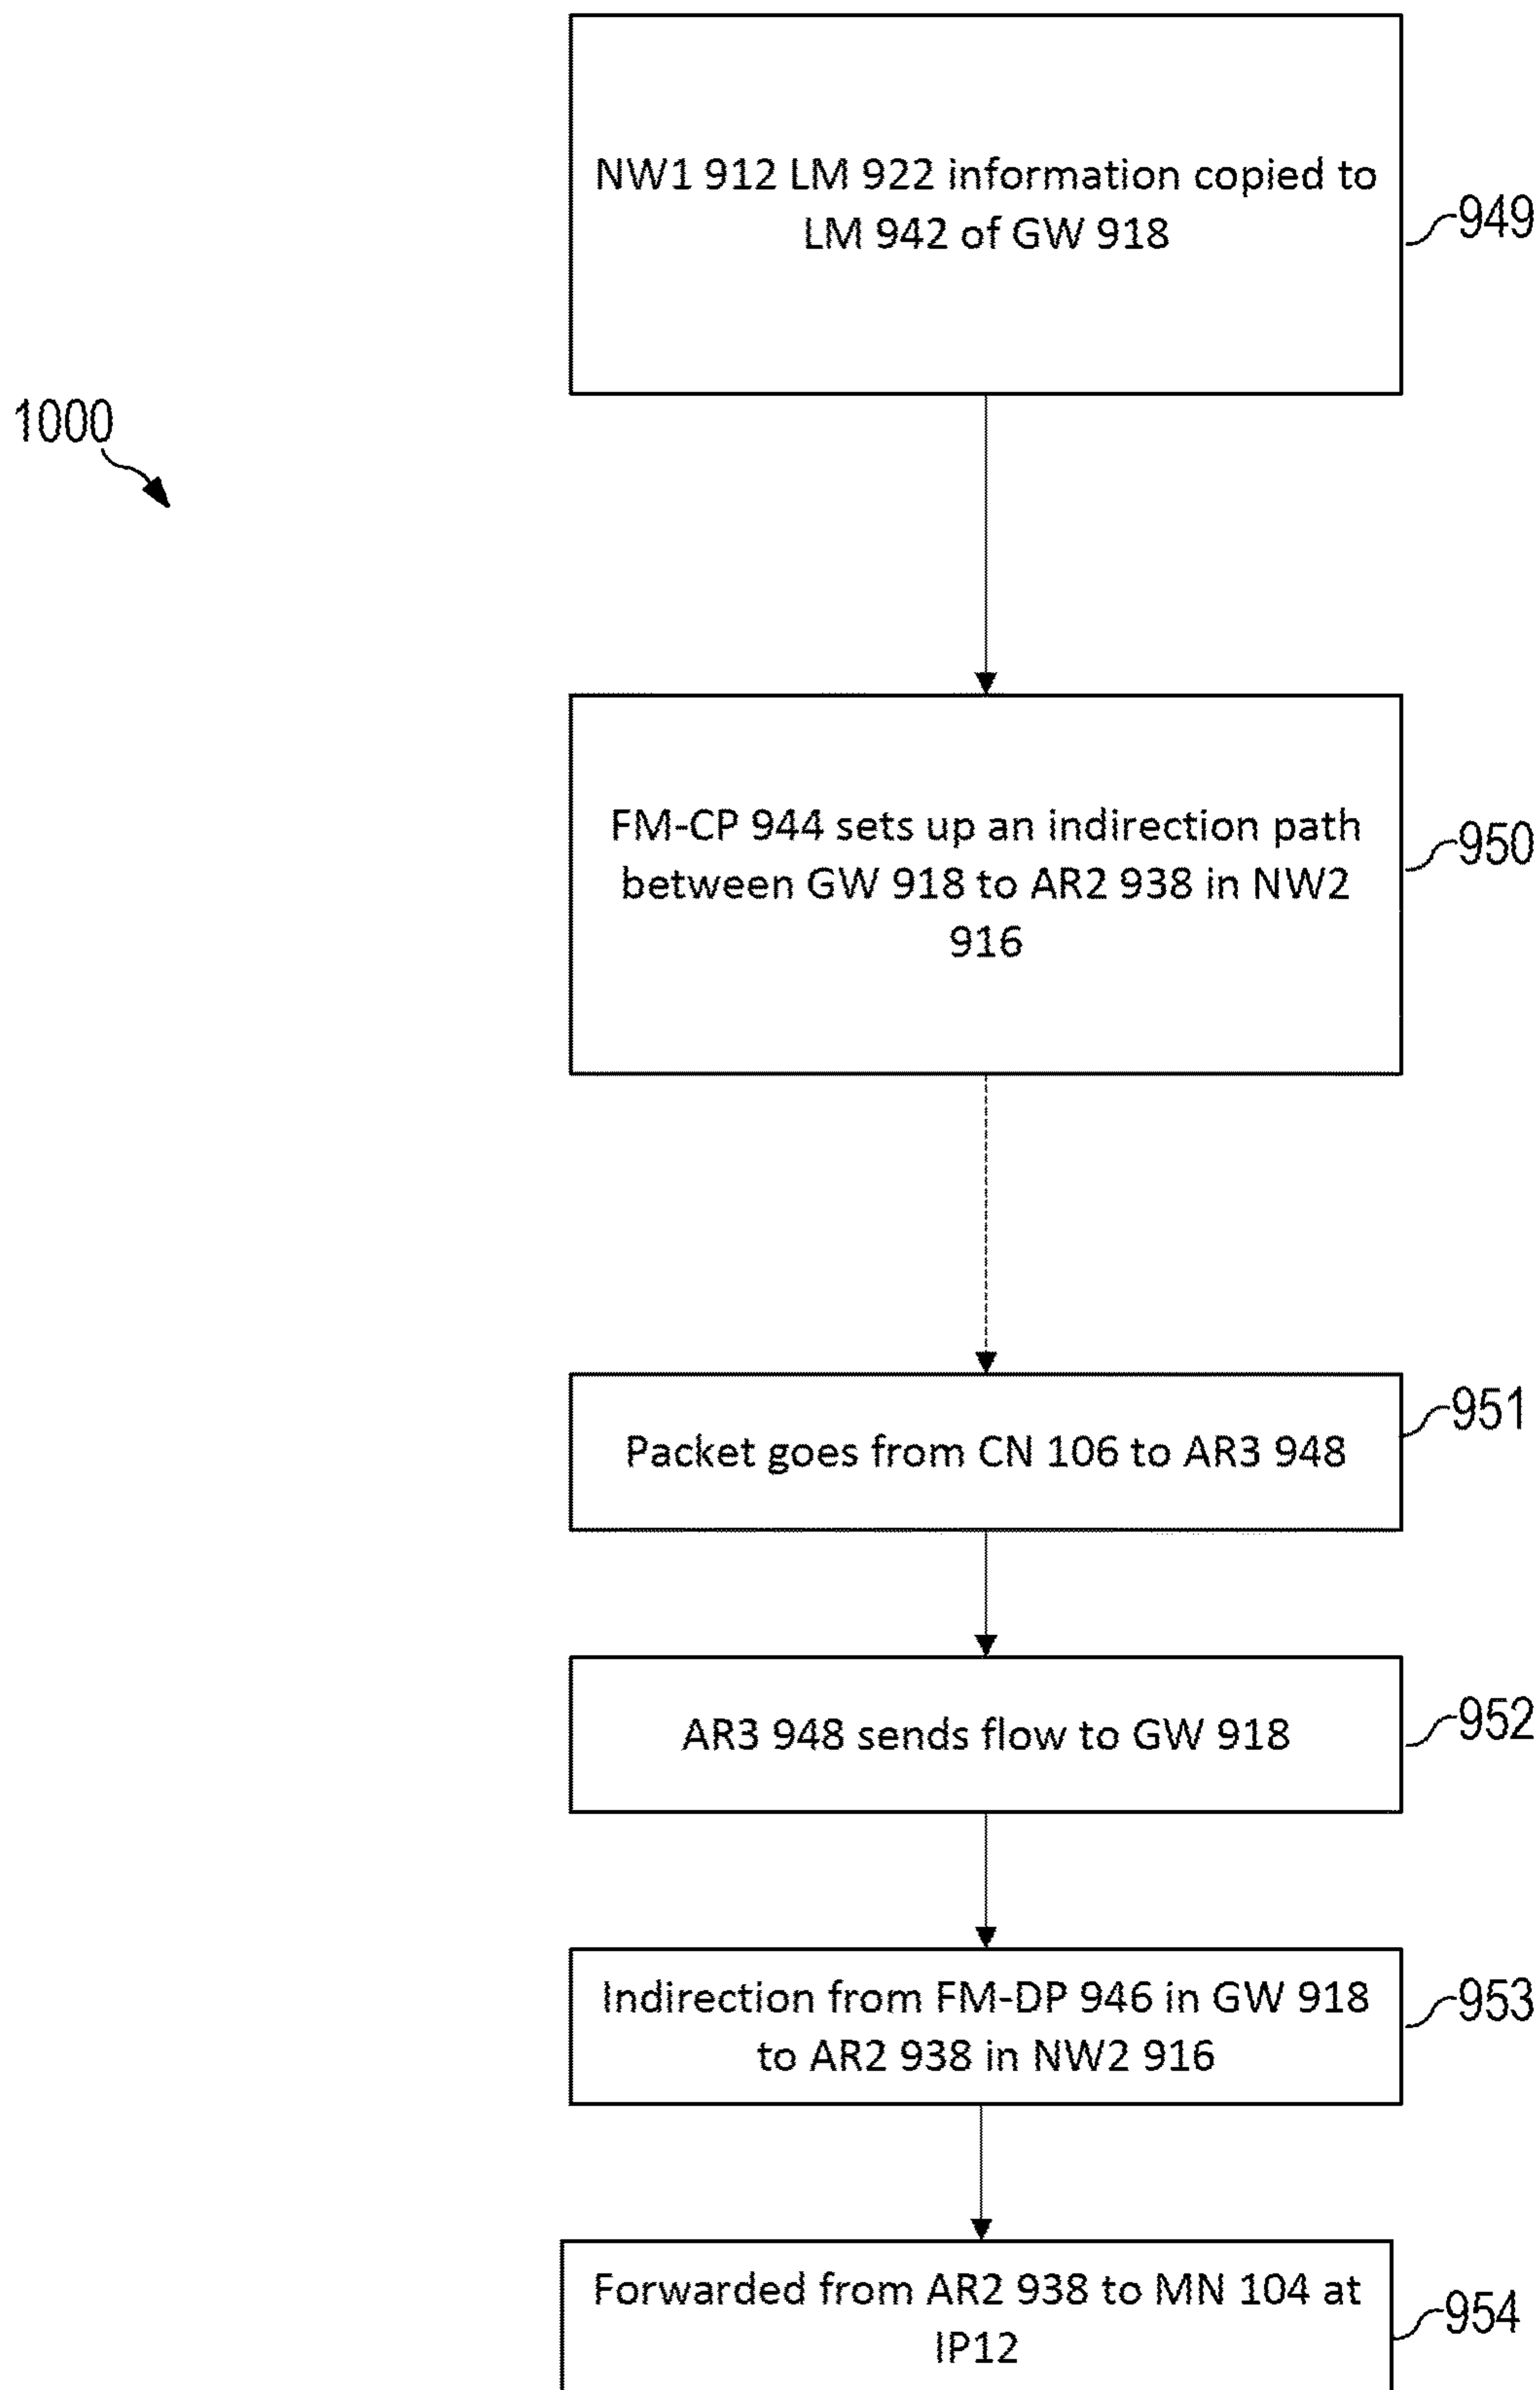 NW1 912 LM 922 information copied to
LM 942 of GW 918
949
1000
FM-CP 944 sets up an indirection path
between GW 918 to AR2 938 in NW2
916
950
Packet goes from CN 106 to AR3 948
951
AR3 948 sends flow to GW 918
952
Indirection from FM-DP 946 in GW 918
to AR2 938 in NW2 916
953
Forwarded from AR2 938 to MN 104 at
IP12
954